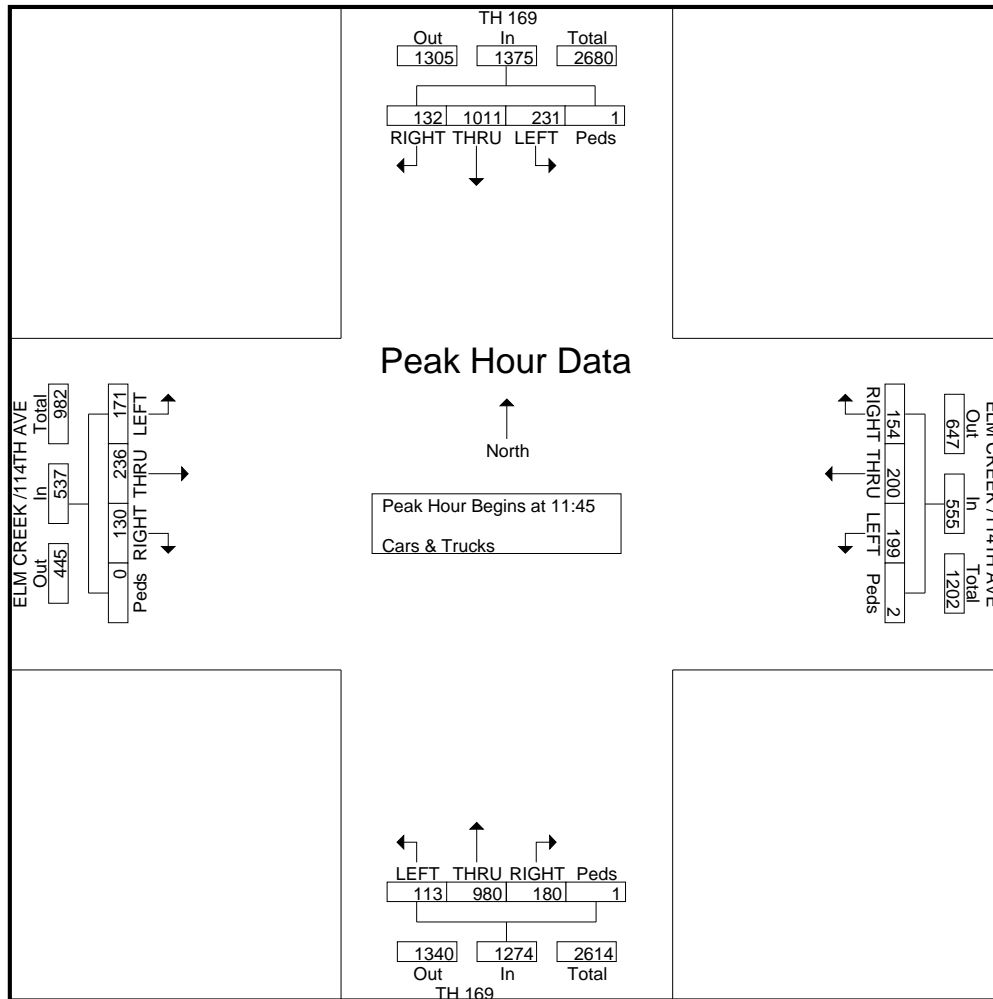 TH 169
Out In Total
1305 1375 2680
132 1011 231 1
RIGHT THRU LEFT Peds
Peak Hour Data
North
Peak Hour Begins at 11:45
Cars & Trucks
ELM CREEK /114TH AVE
Out In Total
445 537 982
130 236 171
0
Peds RIGHT THRU LEFT
ELM CREEK /114TH AVE
Out In Total
647 555 1202
154 200 199 2
RIGHT THRU LEFT Peds
LEFT THRU RIGHT Peds
113 980 180 1
1340 1274 2614
Out In Total
TH 169